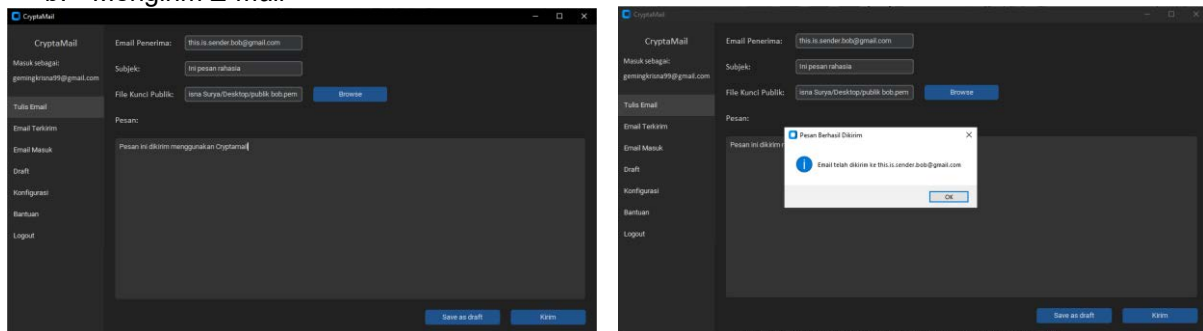 b. Mengirim E-mail
CryptaMail
CryptaMail
Masuk sebagai:
gemingkrisna99@gmail.com
Tulis Email
Email Terkirim
Email Masuk
Draft
Konfigurasi
Bantuan
Logout
Email Penerima: this.is.sender.bob@gmail.com
Subjek: Ini pesan rahasia
File Kunci Publik: isna Surya/Desktop/publik bob.pem Browse
Pesan:
Pesan ini dikirim menggunakan Cryptamail
Save as draft Kirim
CryptaMail
CryptaMail
Masuk sebagai:
gemingkrisna99@gmail.com
Tulis Email
Email Terkirim
Email Masuk
Draft
Konfigurasi
Bantuan
Logout
Email Penerima: this.is.sender.bob@gmail.com
Subjek: Ini pesan rahasia
File Kunci Publik: isna Surya/Desktop/publik bob.pem Browse
Pesan:
Pesan ini dikirim
Pesan Berhasil Dikirim
Email telah dikirim ke this.is.sender.bob@gmail.com
OK
Save as draft Kirim